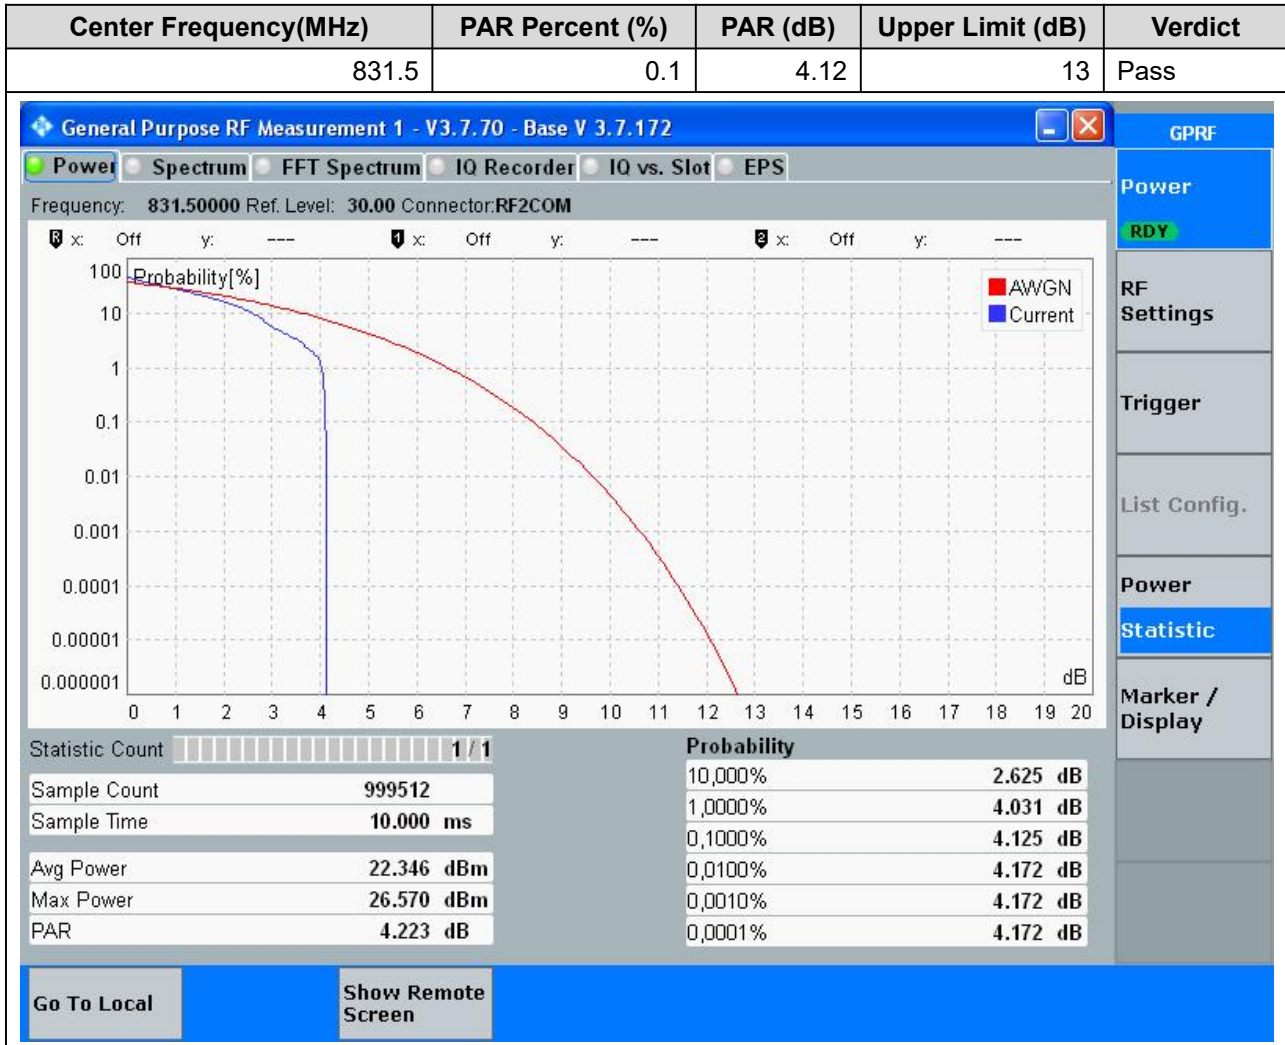 Center Frequency(MHz) PAR Percent (%) PAR (dB) Upper Limit (dB) Verdict
831.5 0.1 4.12 13 Pass
General Purpose RF Measurement 1 - V3.7.70 - Base V 3.7.172
GPRF
Power Spectrum FFT Spectrum IQ Recorder IQ vs. Slot EPS
Frequency: 831.50000 Ref. Level: 30.00 Connector:RF2COM
R x: Off y: --- 1 x: Off y: --- 2 x: Off y: ---
Power
RDY
RF
Settings
Trigger
List Config.
Power
Statistic
Marker /
Display
Probability[%]
AWGN
Current
100
10
1
0.1
0.01
0.001
0.0001
0.00001
0.000001
dB
0 1 2 3 4 5 6 7 8 9 10 11 12 13 14 15 16 17 18 19 20
Statistic Count 1 / 1
Sample Count 999512
Sample Time 10.000 ms
Avg Power 22.346 dBm
Max Power 26.570 dBm
PAR 4.223 dB
Probability
10,000% 2.625 dB
1,0000% 4.031 dB
0,1000% 4.125 dB
0,0100% 4.172 dB
0,0010% 4.172 dB
0,0001% 4.172 dB
Go To Local
Show Remote
Screen